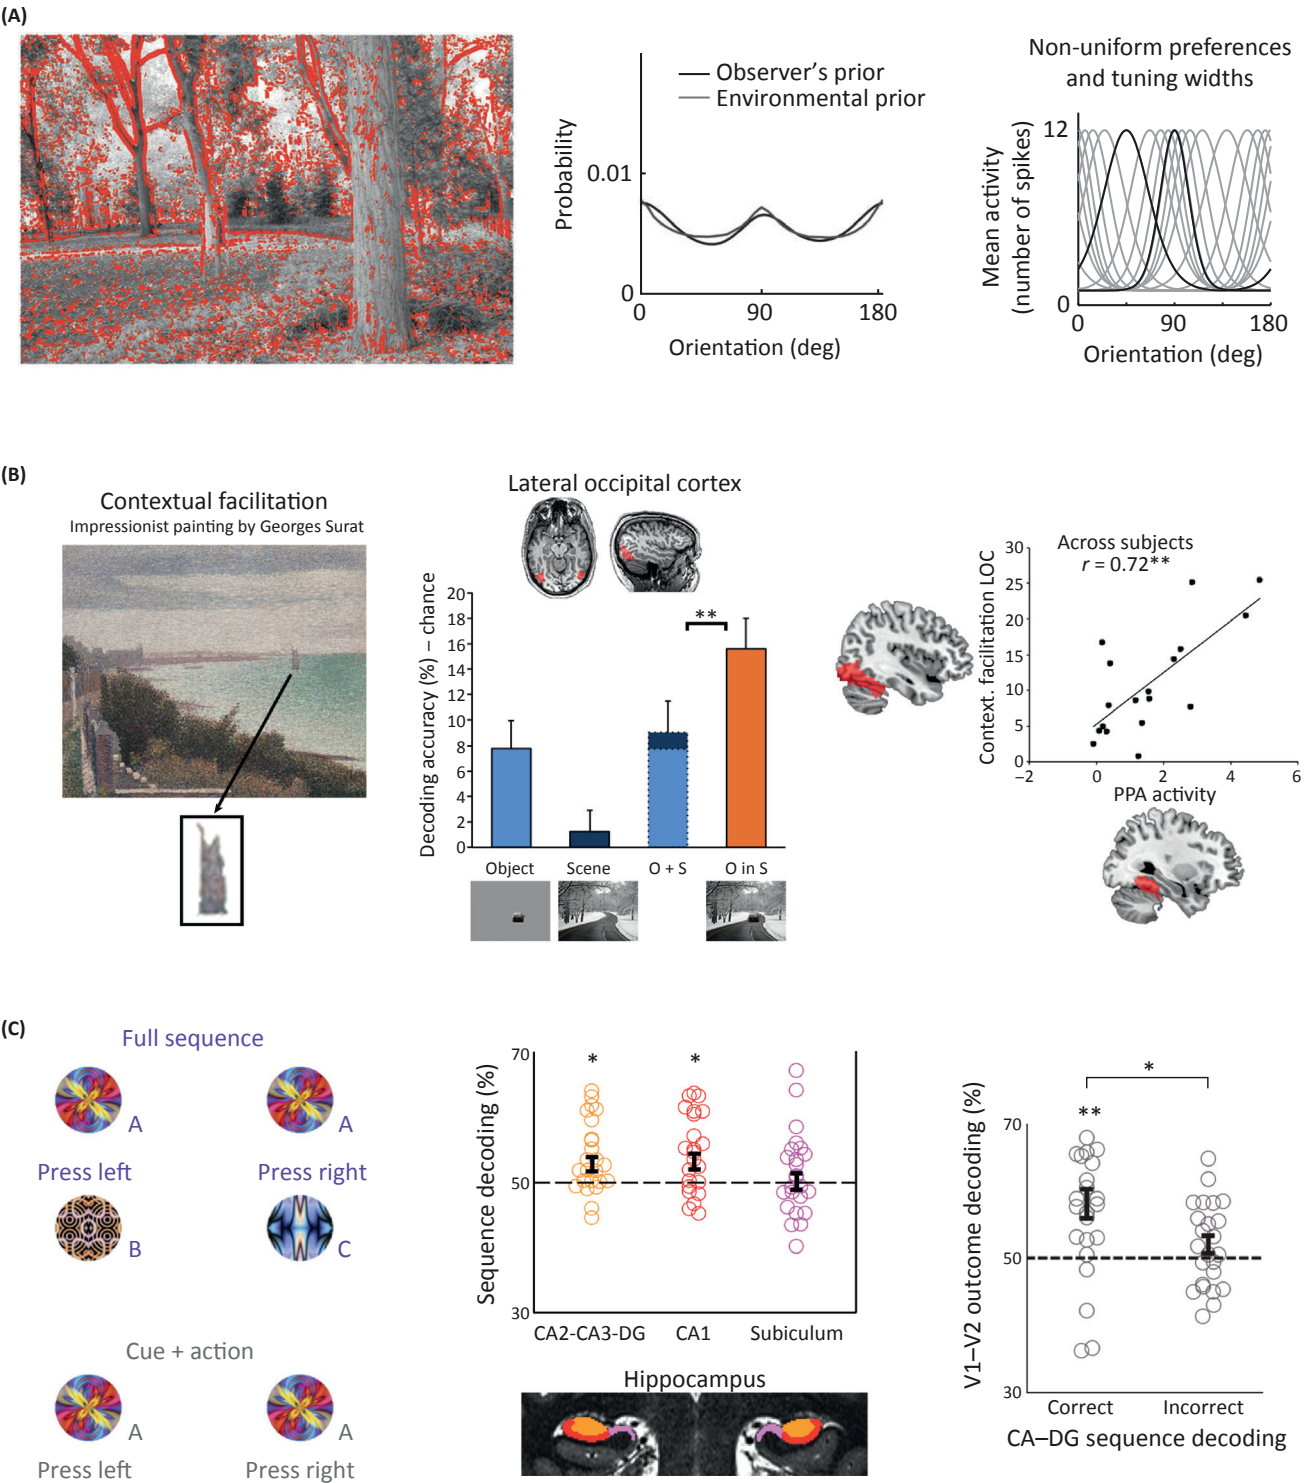 (A)
Observer's prior
Environmental prior
Probability
0.01
0
0
90
180
Orientation (deg)
Non-uniform preferences
and tuning widths
Mean activity
(number of spikes)
12
0
0
90
180
Orientation (deg)
(B)
Contextual facilitation
Impressionist painting by Georges Surat
Lateral occipital cortex
Decoding accuracy (%) – chance
20
18
16
14
12
10
8
6
4
2
0
**
Object
Scene
O + S
O in S
Across subjects
r = 0.72**
Context. facilitation LOC
30
25
20
15
10
5
0
−2
0
2
4
6
PPA activity
(C)
Full sequence
A
A
Press left
Press right
B
C
Cue + action
A
A
Press left
Press right
Sequence decoding (%)
70
50
30
*
*
CA2-CA3-DG
CA1
Subiculum
Hippocampus
V1–V2 outcome decoding (%)
70
50
30
*
**
Correct
Incorrect
CA–DG sequence decoding